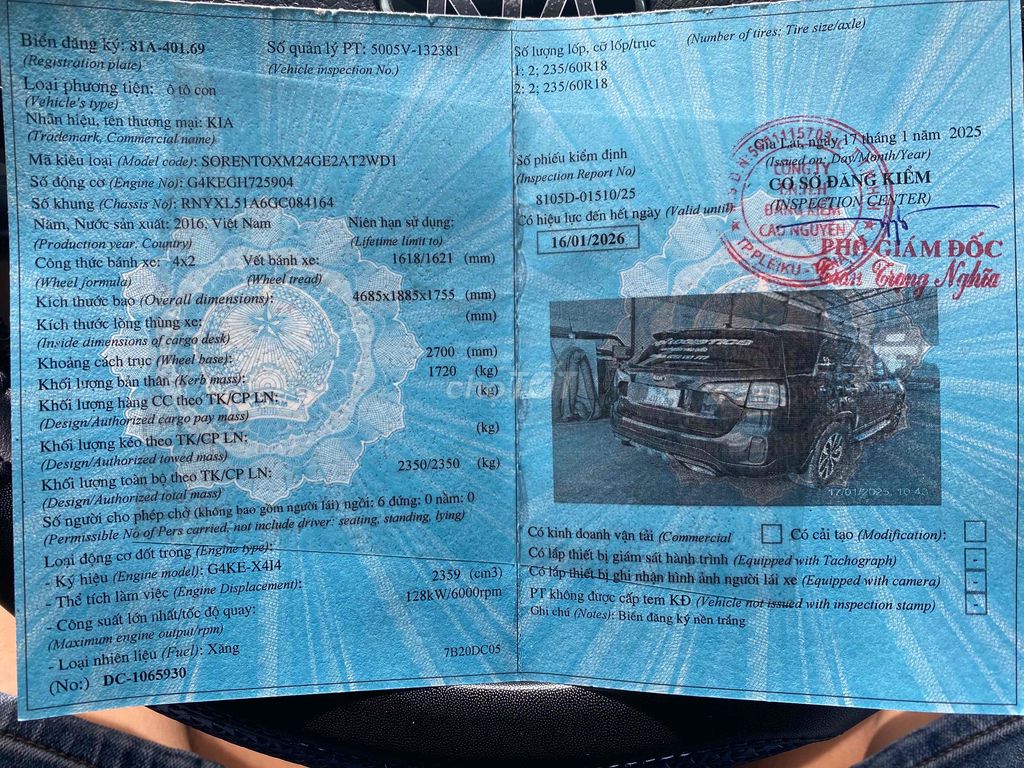 KIA
Biển đăng ký: 81A-401.69 Số quản lý PT: 5005V-132381
(Registration plate) (Vehicle inspection No.)
Loại phương tiện: ô tô con
(Vehicle's type)
Nhãn hiệu, tên thương mại: KIA
(Trademark, Commercial name)
Mã kiểu loại (Model code): SORENTOXM24GE2AT2WD1
Số động cơ (Engine No): G4KEGH725904
Số khung (Chassis No): RNYXL51A6GC084164
Năm, Nước sản xuất: 2016, Việt Nam Niên hạn sử dụng:
(Production year, Country) (Lifetime limit to)
Công thức bánh xe: 4x2 Vết bánh xe: 1618/1621 (mm)
(Wheel formula) (Wheel tread)
Kích thước bao (Overall dimensions): 4685x1885x1755 (mm)
Kích thước lòng thùng xe: (mm)
(Inside dimensions of cargo desk)
Khoảng cách trục (Wheel base): 2700 (mm)
Khối lượng bản thân (Kerb mass): 1720 (kg)
Khối lượng hàng CC theo TK/CP LN: (kg)
(Design/Authorized cargo pay mass)
Khối lượng kéo theo TK/CP LN: (kg)
(Design/Authorized towed mass)
Khối lượng toàn bộ theo TK/CP LN: 2350/2350 (kg)
(Design/Authorized total mass)
Số người cho phép chở (không bao gồm người lái) ngồi: 6 đứng: 0 nằm: 0
(Permissible No of Pers carried, not include driver: seating, standing, lying)
Loại động cơ đốt trong (Engine type):
- Ký hiệu (Engine model): G4KE-X4I4
- Thể tích làm việc (Engine Displacement): 2359 (cm3)
- Công suất lớn nhất/tốc độ quay: 128kW/6000rpm
(Maximum engine output/rpm)
- Loại nhiên liệu (Fuel): Xăng 7B20DC05
(No:) DC-1065930
Số lượng lốp, cỡ lốp/trục (Number of tires; Tire size/axle)
1: 2; 235/60R18
2: 2; 235/60R18
Gia Lai, ngày 17 tháng 1 năm 2025
(Issued on: Day/Month/Year)
Số phiếu kiểm định CƠ SỞ ĐĂNG KIỂM
(Inspection Report No) (INSPECTION CENTER)
8105D-01510/25
Có hiệu lực đến hết ngày (Valid until)
16/01/2026
CÔNG TY
ĐĂNG KIỂM
CAO NGUYÊN
TP.PLEIKU
PHÓ GIÁM ĐỐC
Trần Trọng Nghĩa
chợTỐT
17/01/2025, 10:43
Có kinh doanh vận tải (Commercial Có cải tạo (Modification):
Có lắp thiết bị giám sát hành trình (Equipped with Tachograph)
Có lắp thiết bị ghi nhận hình ảnh người lái xe (Equipped with camera)
PT không được cấp tem KĐ (Vehicle not issued with inspection stamp)
Ghi chú (Notes): Biển đăng ký nền trắng